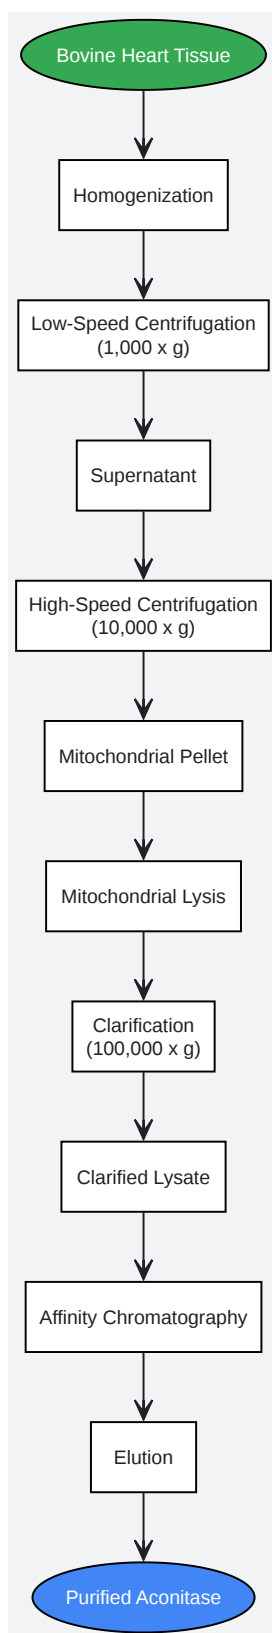 Bovine Heart Tissue
Homogenization
Low-Speed Centrifugation
(1,000 x g)
Supernatant
High-Speed Centrifugation
(10,000 x g)
Mitochondrial Pellet
Mitochondrial Lysis
Clarification
(100,000 x g)
Clarified Lysate
Affinity Chromatography
Elution
Purified Aconitase